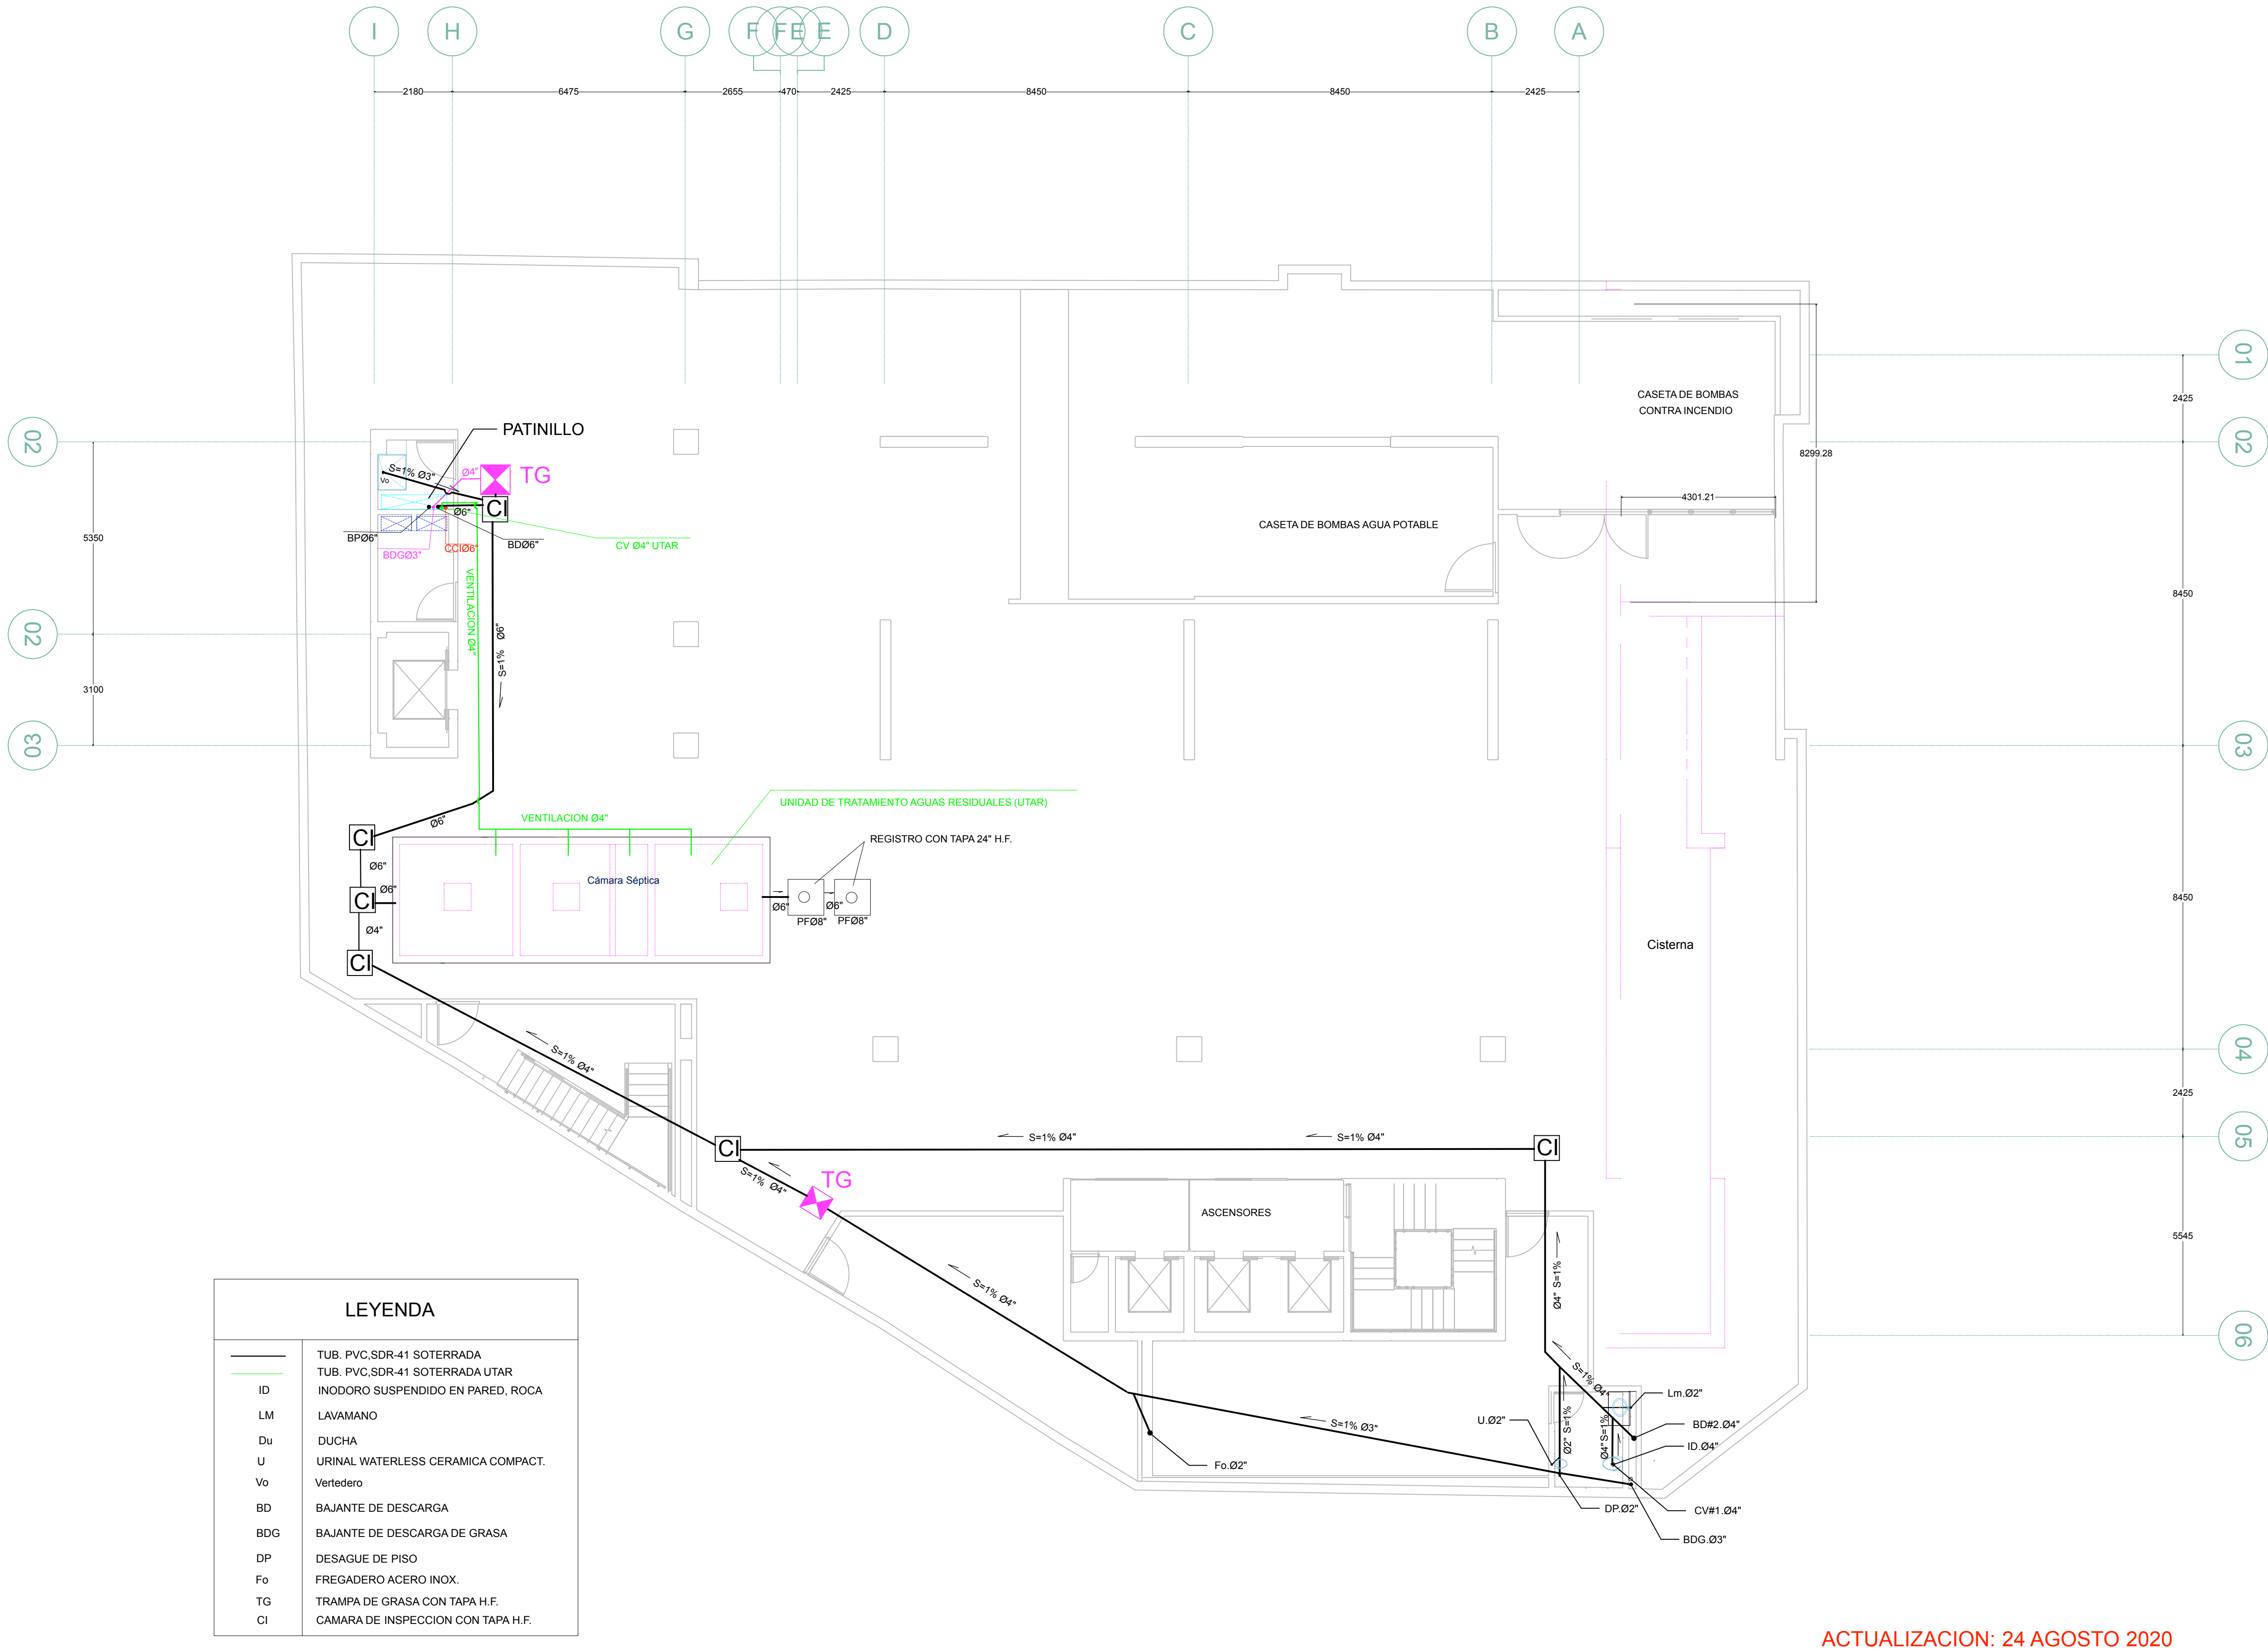 I
H
G
F
F
E
E
D
C
B
A
2180
6475
2655
470
2425
8450
8450
2425
01
02
03
04
05
06
2425
8450
8450
2425
5545
02
02
03
5350
3100
CASETA DE BOMBAS
CONTRA INCENDIO
8299.28
4301.21
CASETA DE BOMBAS AGUA POTABLE
PATINILLO
S=1% Ø3"
Vo
Ø4"
TG
CI
Ø6"
BPØ6"
BDGØ3"
CCIØ6"
BDØ6"
CV Ø4" UTAR
VENTILACION Ø4"
S=1% Ø6"
UNIDAD DE TRATAMIENTO AGUAS RESIDUALES (UTAR)
VENTILACION Ø4"
Ø6"
CI
REGISTRO CON TAPA 24" H.F.
Ø6"
Cámara Séptica
Ø6"
CI
Ø6"
Ø6"
PFØ8"
PFØ8"
Ø4"
CI
Cisterna
S=1% Ø4"
CI
S=1% Ø4"
S=1% Ø4"
CI
S=1% Ø4"
TG
ASCENSORES
S=1% Ø4"
Ø4" S=1%
S=1% Ø4"
Lm.Ø2"
U.Ø2"
BD#2.Ø4"
S=1% Ø3"
Ø2" S=1%
Ø4" S=1%
ID.Ø4"
Fo.Ø2"
DP.Ø2"
CV#1.Ø4"
BDG.Ø3"
LEYENDA
TUB. PVC,SDR-41 SOTERRADA
TUB. PVC,SDR-41 SOTERRADA UTAR
ID INODORO SUSPENDIDO EN PARED, ROCA
LM LAVAMANO
Du DUCHA
U URINAL WATERLESS CERAMICA COMPACT.
Vo Vertedero
BD BAJANTE DE DESCARGA
BDG BAJANTE DE DESCARGA DE GRASA
DP DESAGUE DE PISO
Fo FREGADERO ACERO INOX.
TG TRAMPA DE GRASA CON TAPA H.F.
CI CAMARA DE INSPECCION CON TAPA H.F.
ACTUALIZACION: 24 AGOSTO 2020